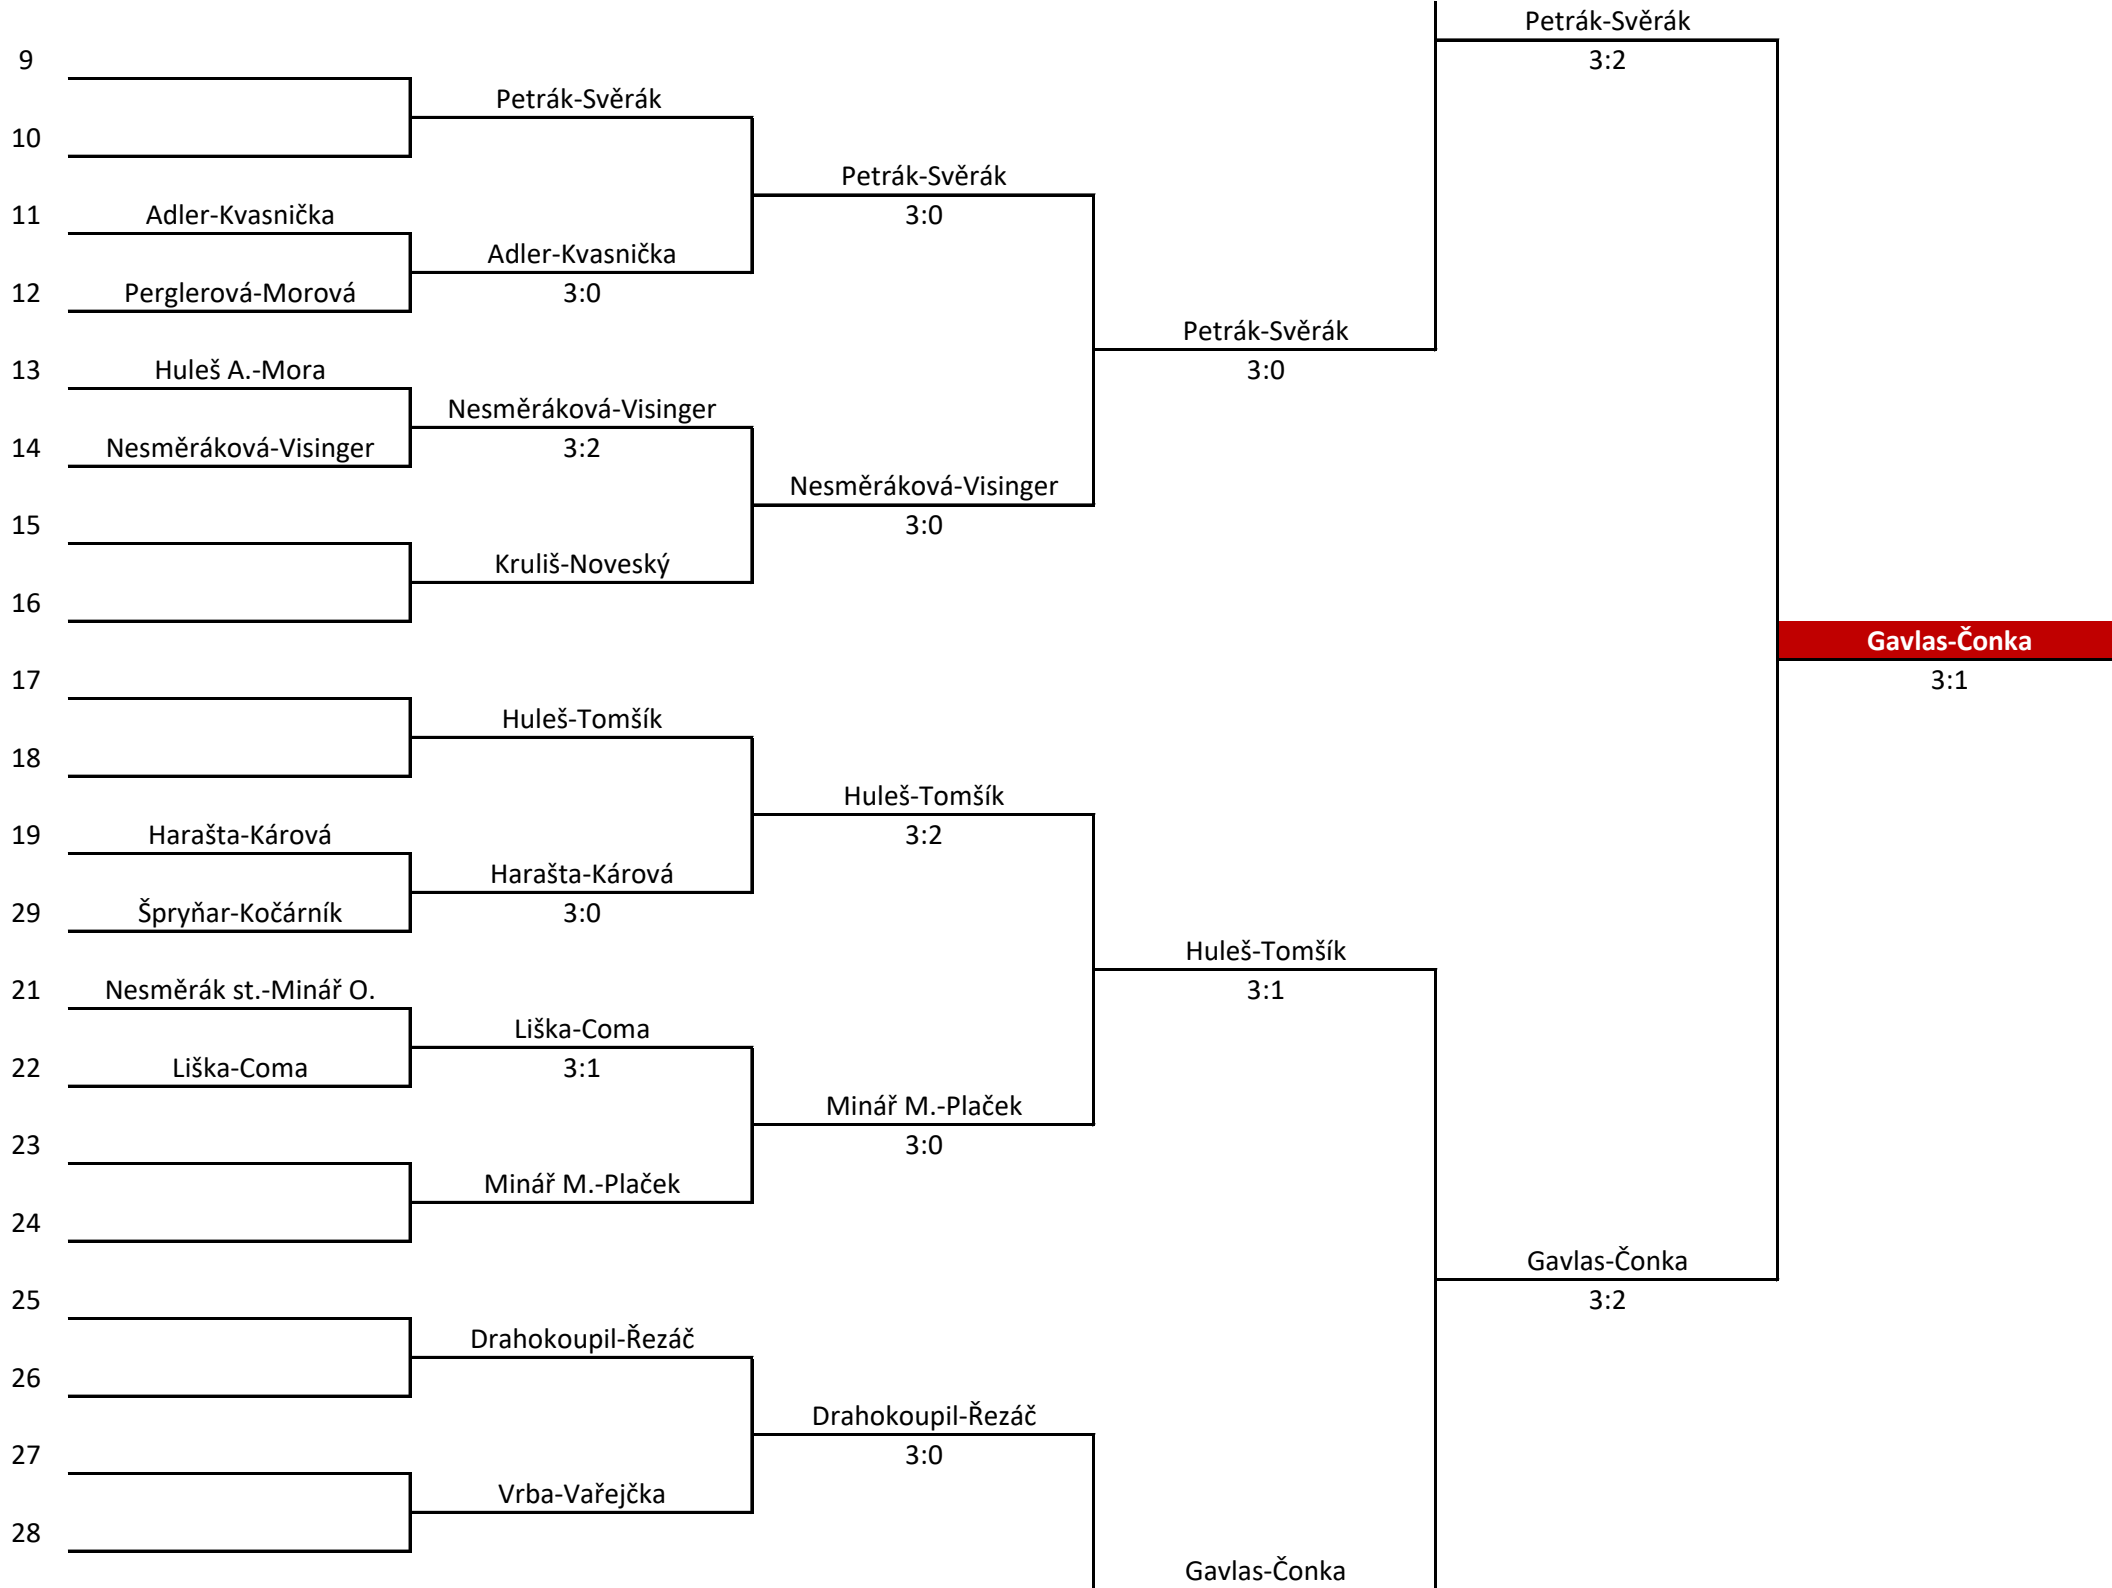 Petrák-Svěrák
9
3:2
Petrák-Svěrák
10
Petrák-Svěrák
11
Adler-Kvasnička
3:0
Adler-Kvasnička
12
Perglerová-Morová
3:0
Petrák-Svěrák
13
Huleš A.-Mora
3:0
Nesměráková-Visinger
14
Nesměráková-Visinger
3:2
Nesměráková-Visinger
15
3:0
Kruliš-Noveský
16
Gavlas-Čonka
17
3:1
Huleš-Tomšík
18
Huleš-Tomšík
19
Harašta-Kárová
3:2
Harašta-Kárová
29
Špryňar-Kočárník
3:0
Huleš-Tomšík
21
Nesměrák st.-Minář O.
3:1
Liška-Coma
22
Liška-Coma
3:1
Minář M.-Plaček
23
3:0
Minář M.-Plaček
24
Gavlas-Čonka
25
3:2
Drahokoupil-Řezáč
26
Drahokoupil-Řezáč
27
3:0
Vrba-Vařejčka
28
Gavlas-Čonka